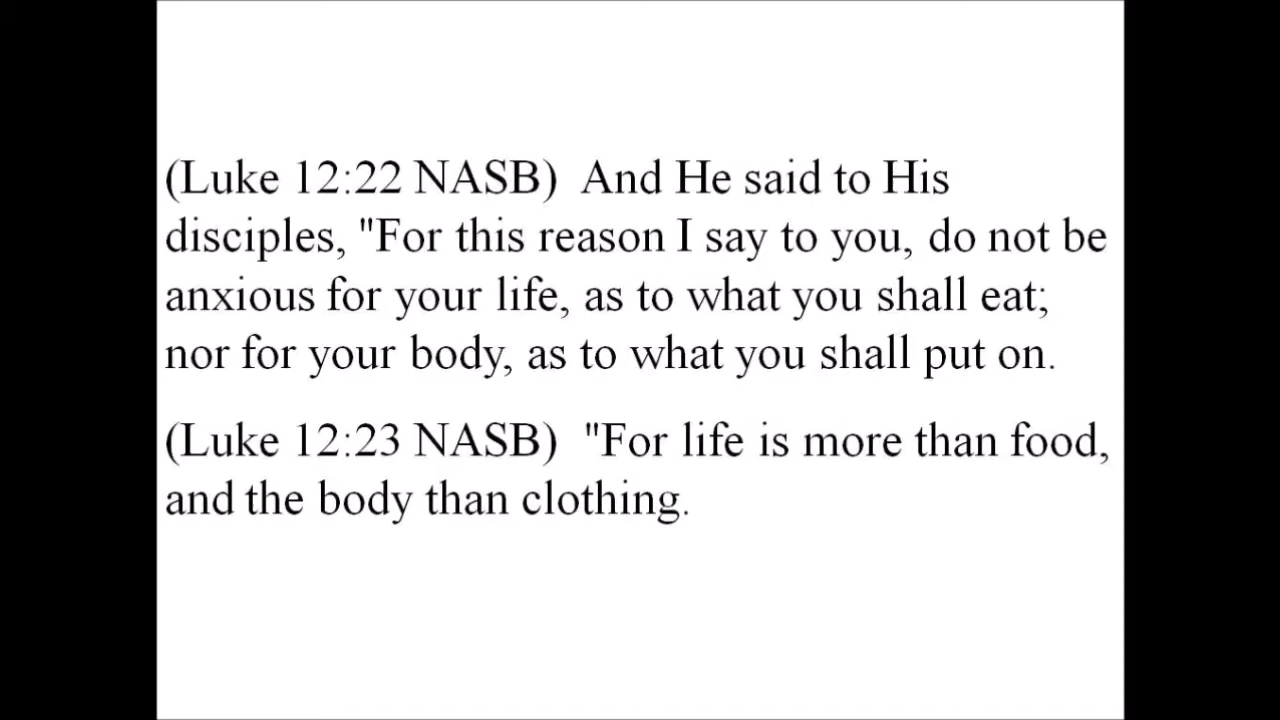 (Luke 12:22 NASB)  And He said to His
disciples, "For this reason I say to you, do not be
anxious for your life, as to what you shall eat;
nor for your body, as to what you shall put on.
(Luke 12:23 NASB)  "For life is more than food,
and the body than clothing.